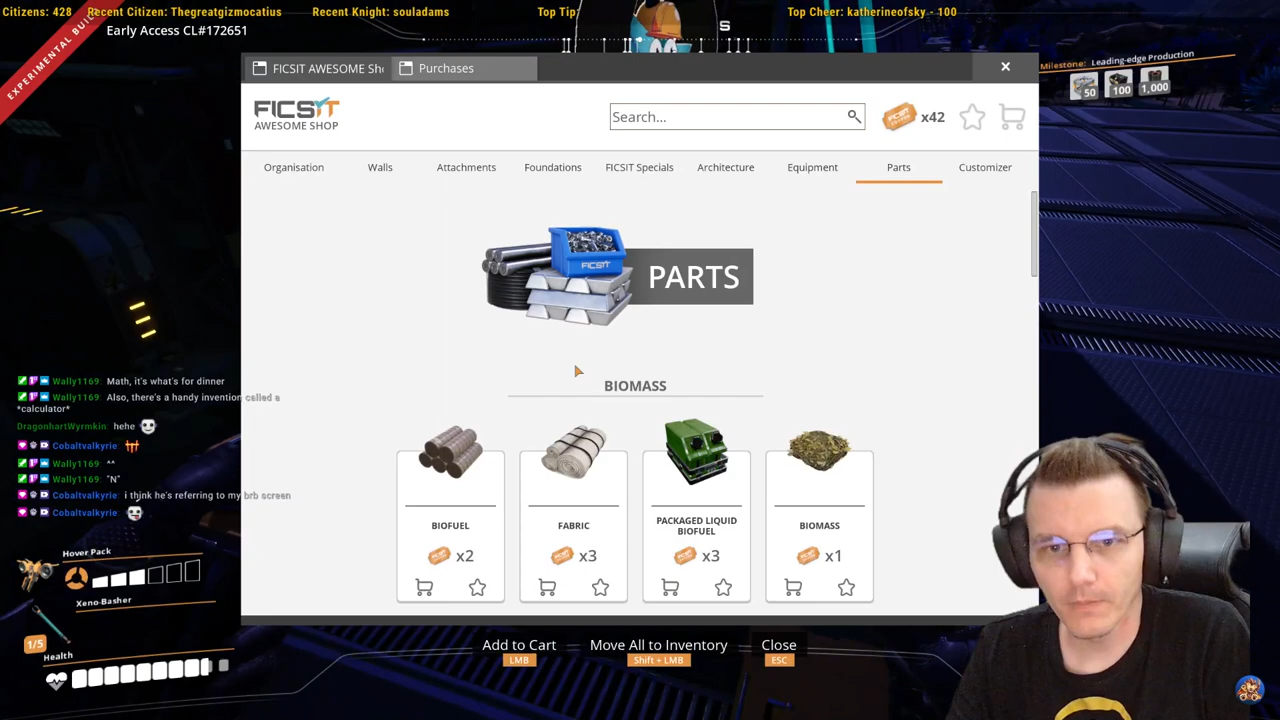 Citizens: 428
Recent Citizen: Thegreatgizmocatius
Recent Knight: souladams
Top Tip:
S
Top Cheer: katherineofsky - 100
EXPERIMENTAL BUILD
Early Access CL#172651
Milestone: Leading-edge Production
50
100
1,000
FICSIT AWESOME Sh
Purchases
FICSIT
AWESOME SHOP
Search...
x42
Organisation
Walls
Attachments
Foundations
FICSIT Specials
Architecture
Equipment
Parts
Customizer
FICSIT
PARTS
BIOMASS
BIOFUEL
x2
FABRIC
x3
PACKAGED LIQUID
BIOFUEL
x3
BIOMASS
x1
Wally1169: Math, it's what's for dinner
Wally1169: Also, there's a handy invention called a
*calculator*
DragonhartWyrmkin: hehe
Cobaltvalkyrie:
Wally1169: ^^
Wally1169: "N"
Cobaltvalkyrie: i think he's referring to my brb screen
Cobaltvalkyrie:
Hover Pack
Xeno-Basher
1/5
Health
Add to Cart
LMB
Move All to Inventory
Shift + LMB
Close
ESC